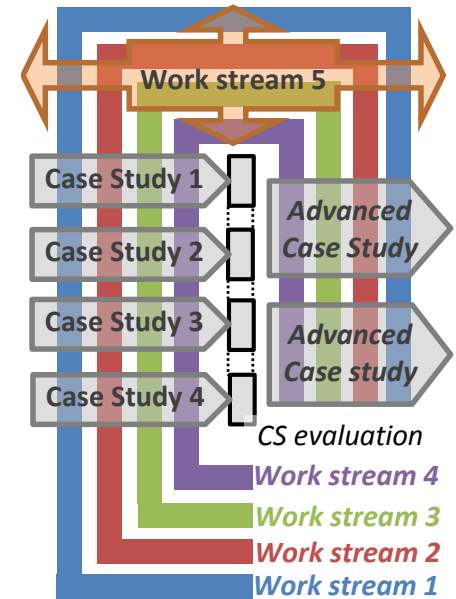 Work stream 5
Case Study 1
Case Study 2
Case Study 3
Case Study 4
Advanced
Case Study
Advanced
Case study
CS evaluation
Work stream 4
Work stream 3
Work stream 2
Work stream 1